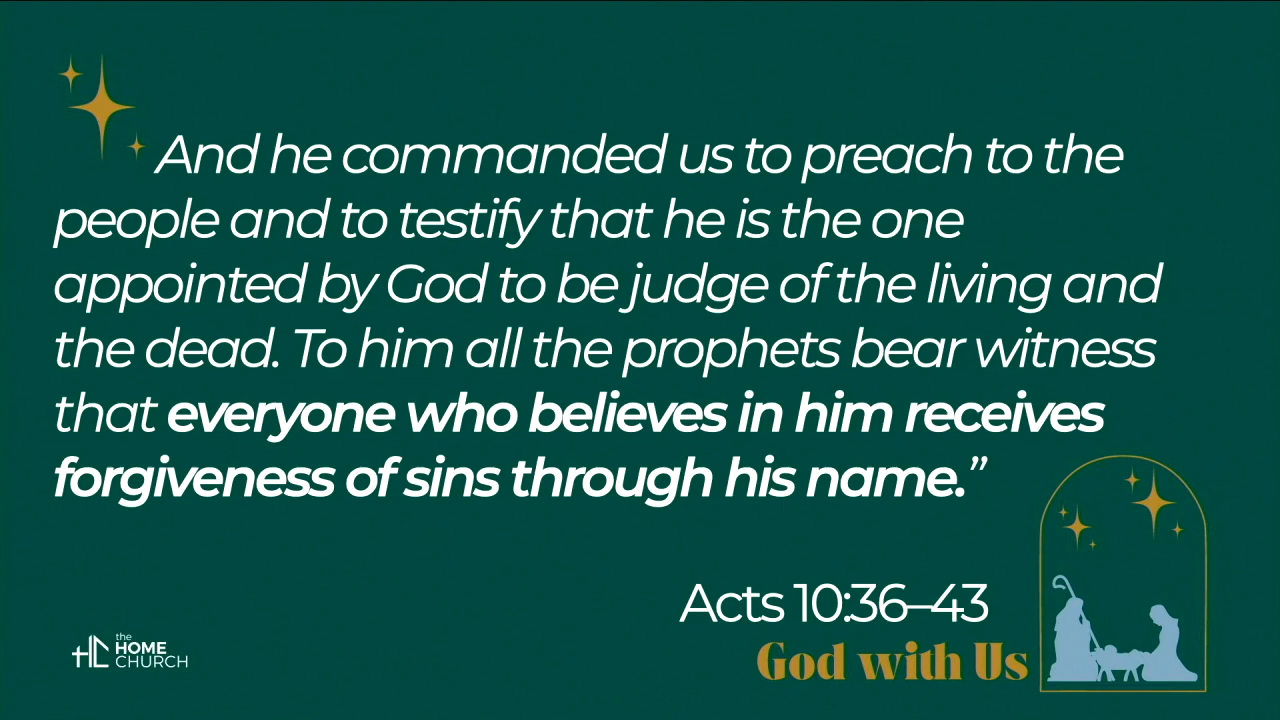 And he commanded us to preach to the
people and to testify that he is the one
appointed by God to be judge of the living and
the dead. To him all the prophets bear witness
that everyone who believes in him receives
forgiveness of sins through his name.”
Acts 10:36–43
God with Us
the
HOME
CHURCH